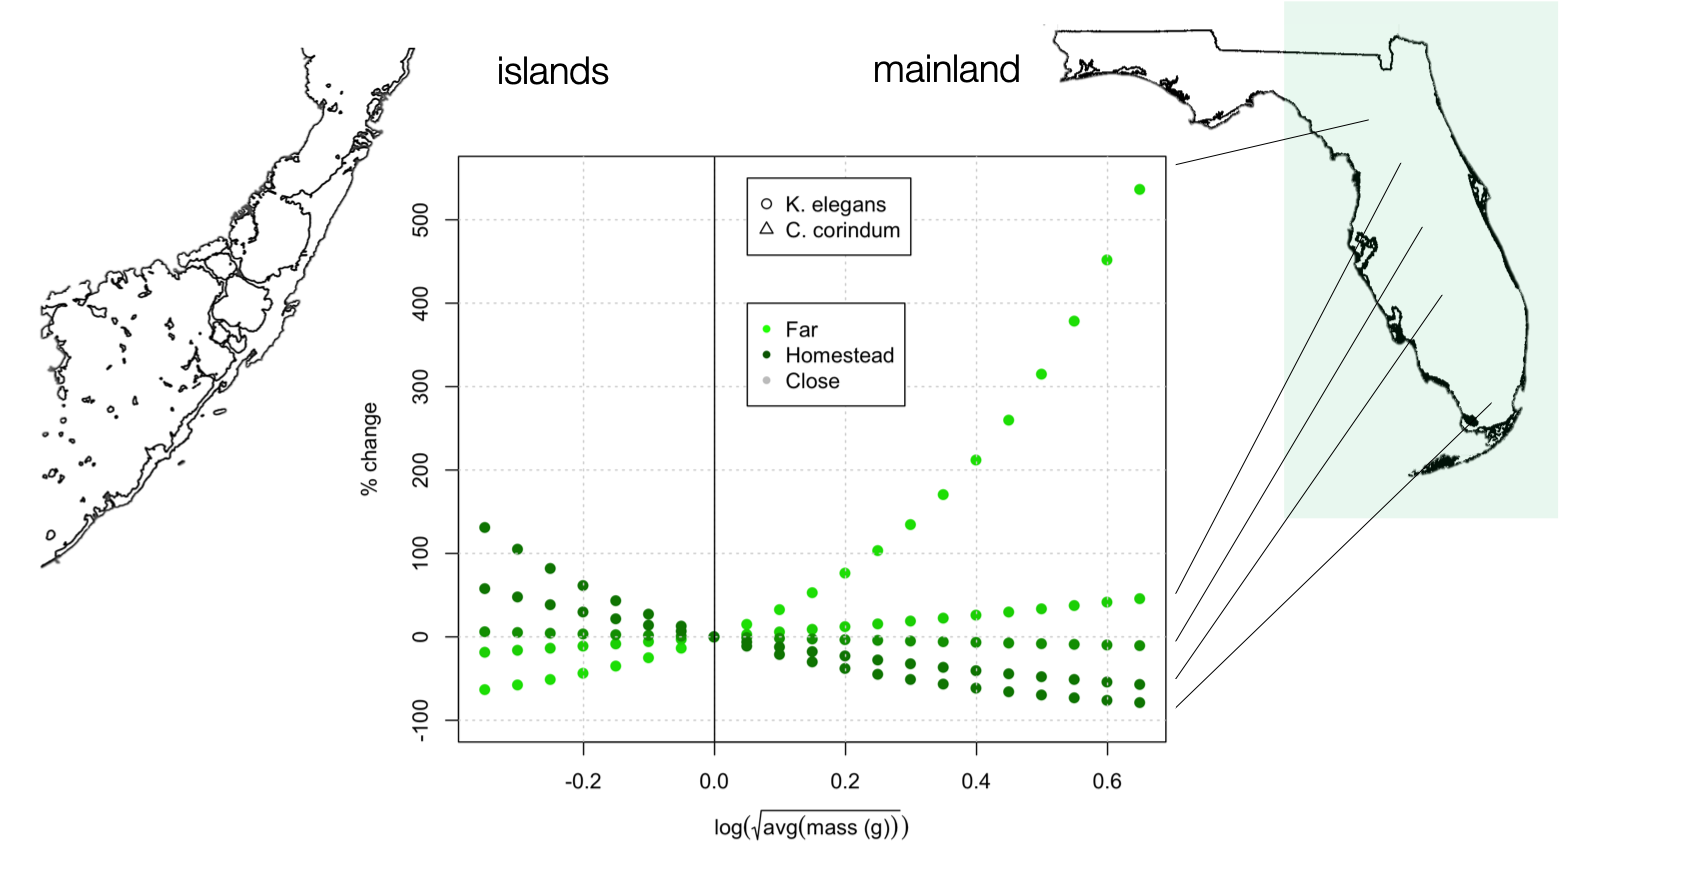 islands
mainland
K. elegans
C. corindum
Far
Homestead
Close
% change
500
400
300
200
100
0
-100
-0.2
0.0
0.2
0.4
0.6
log(√avg(mass (g)))